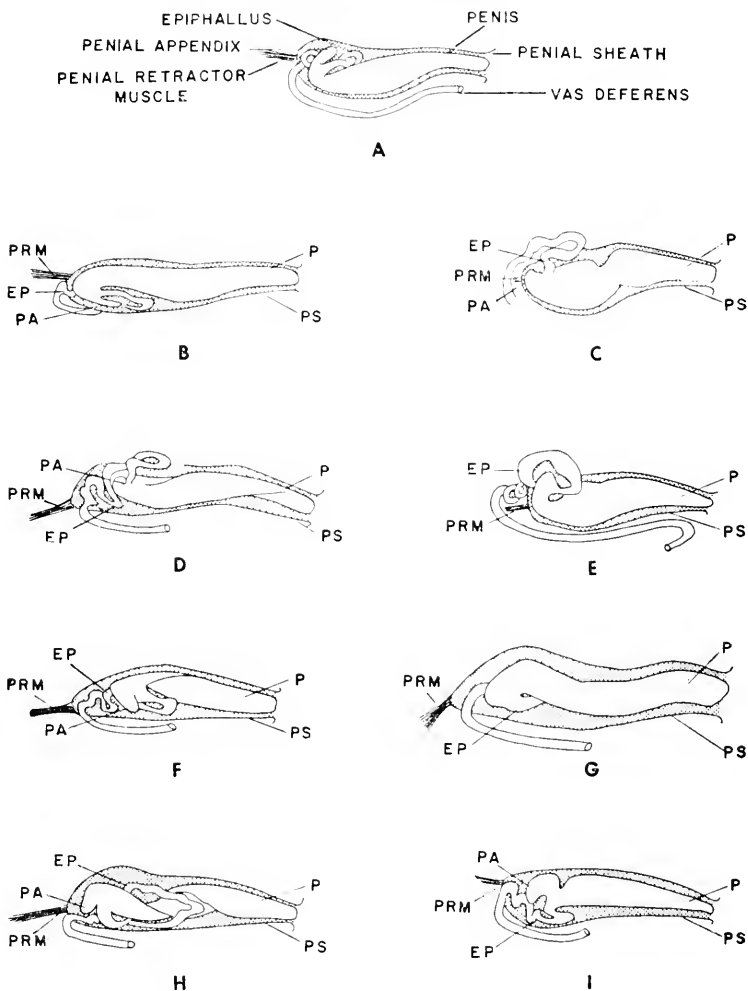 EPIPHALLUS
PENIS
PENIAL APPENDIX
PENIAL SHEATH
PENIAL RETRACTOR
MUSCLE
VAS DEFERENS
A
PRM
P
EP
PA
PS
B
EP
P
PRM
PA
PS
C
PA
P
PRM
EP
PS
D
EP
P
PRM
PS
E
EP
PRM
P
PA
PS
F
P
PRM
EP
PS
G
EP
PA
P
PRM
PS
H
PA
P
PRM
EP
PS
I